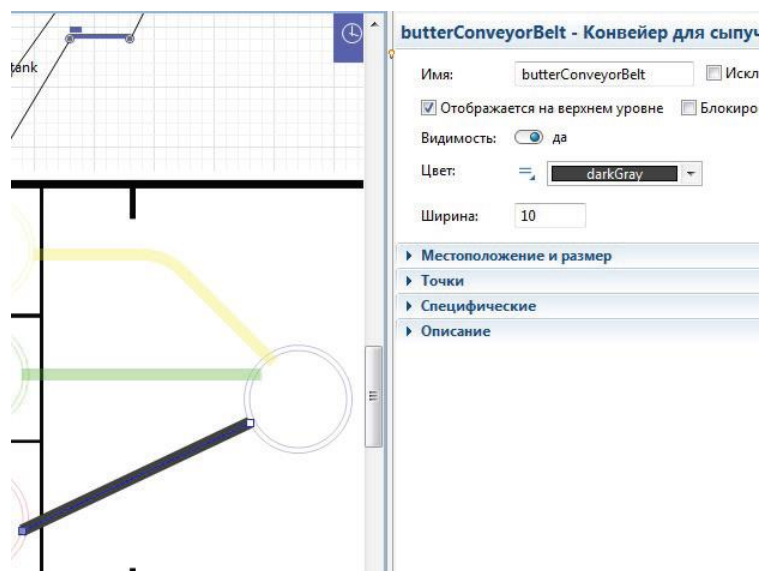 butterConveyorBelt - Конвейер для сыпуч
tank
Имя:
butterConveyorBelt
Искл
Отображается на верхнем уровне
Блокиро
Видимость:
да
Цвет:
darkGray
Ширина:
10
Местоположение и размер
Точки
Специфические
Описание